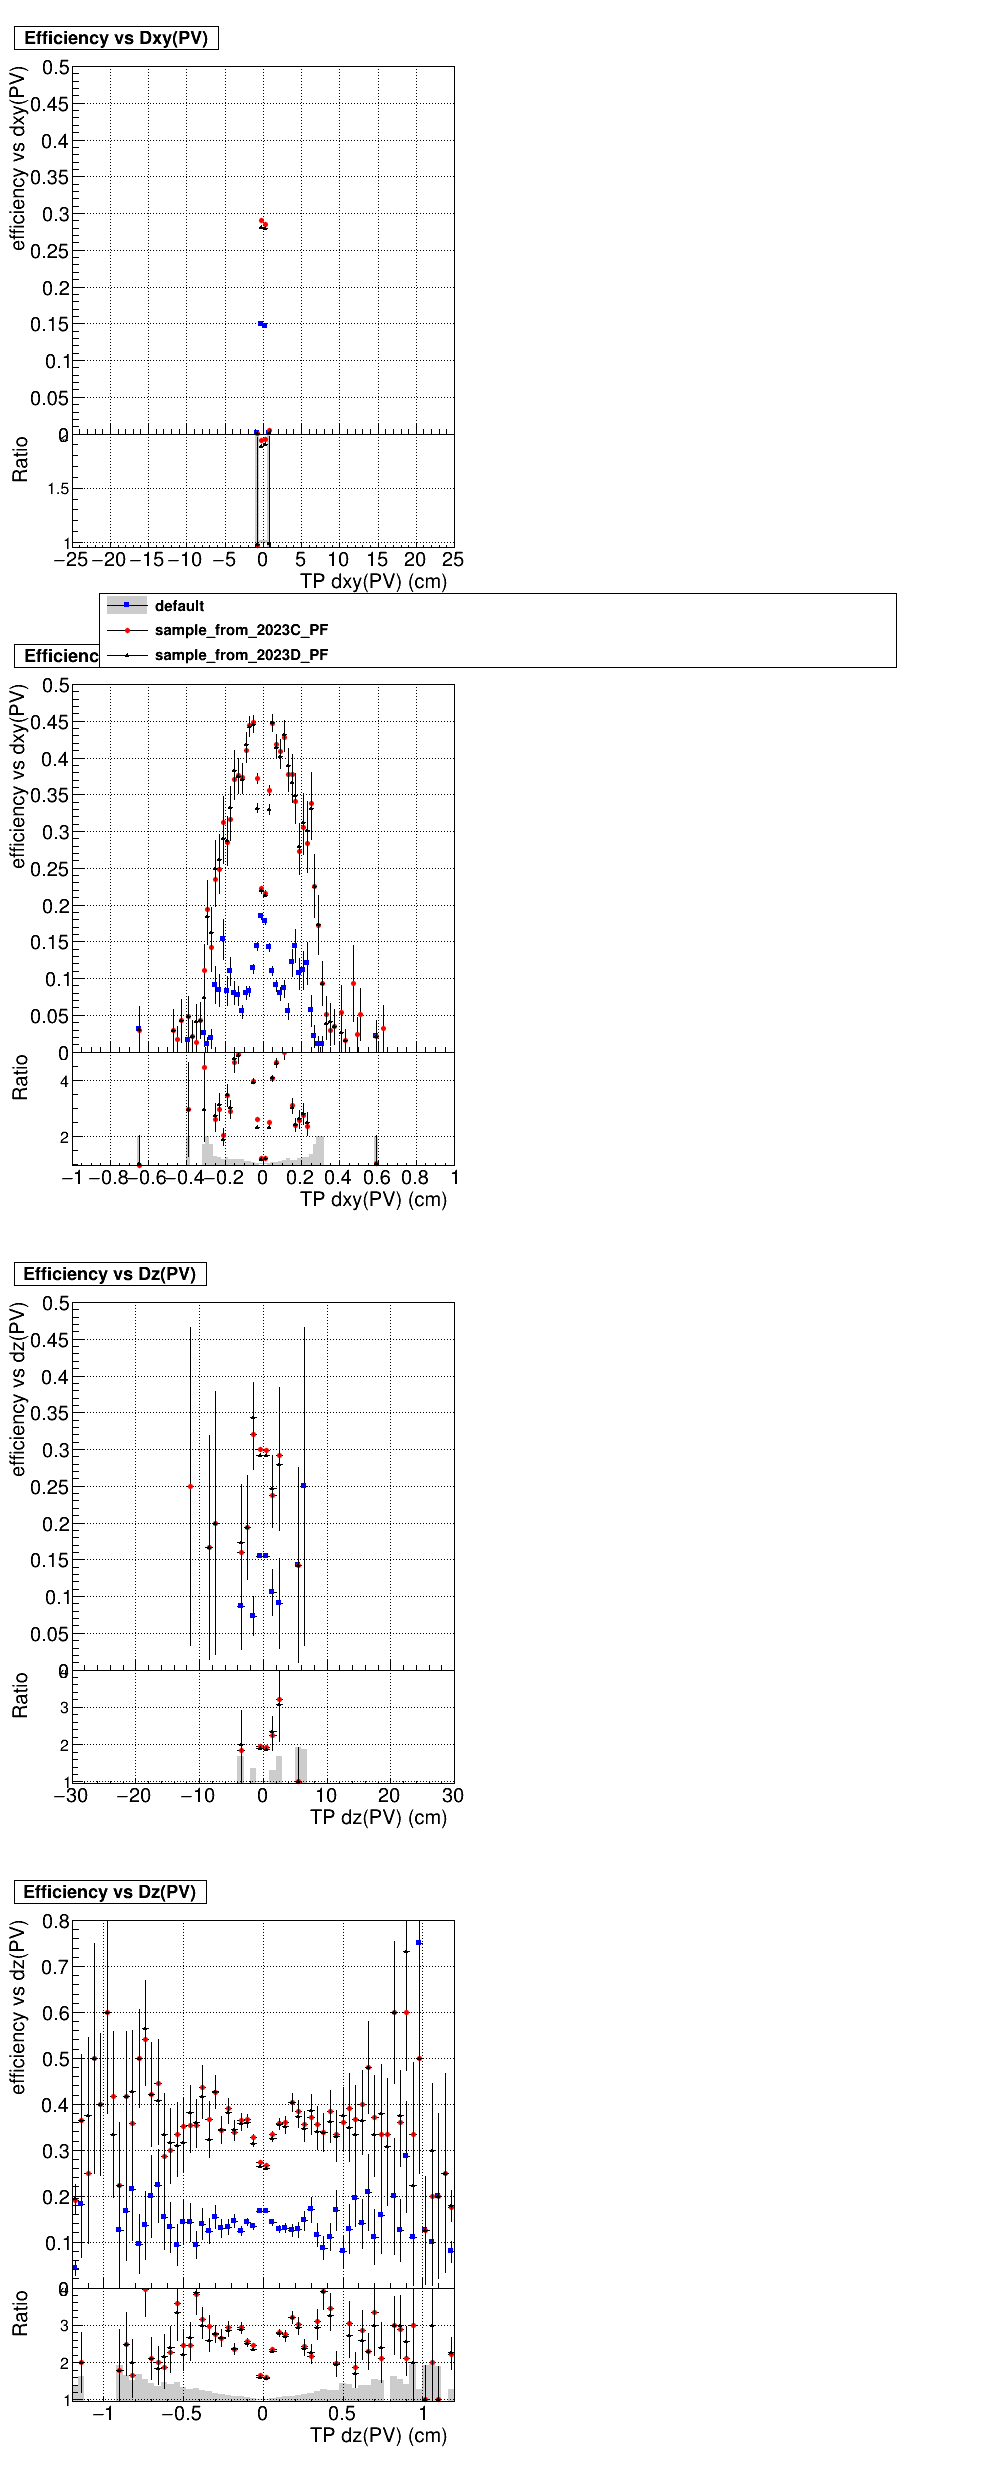 Efficiency vs Dxy(PV)
efficiency vs dxy(PV)
0.5
0.45
0.4
0.35
0.3
0.25
0.2
0.15
0.1
0.05
0
Ratio
2
1.5
1
−25 −20 −15 −10 −5 0 5 10 15 20 25
TP dxy(PV) (cm)
default
sample_from_2023C_PF
sample_from_2023D_PF
Efficienc
efficiency vs dxy(PV)
0.5
0.45
0.4
0.35
0.3
0.25
0.2
0.15
0.1
0.05
0
Ratio
4
2
−1 −0.8 −0.6 −0.4 −0.2 0 0.2 0.4 0.6 0.8 1
TP dxy(PV) (cm)
Efficiency vs Dz(PV)
efficiency vs dz(PV)
0.5
0.45
0.4
0.35
0.3
0.25
0.2
0.15
0.1
0.05
0
Ratio
3
2
1
−30 −20 −10 0 10 20 30
TP dz(PV) (cm)
Efficiency vs Dz(PV)
efficiency vs dz(PV)
0.8
0.7
0.6
0.5
0.4
0.3
0.2
0.1
0
Ratio
3
2
1
−1 −0.5 0 0.5 1
TP dz(PV) (cm)